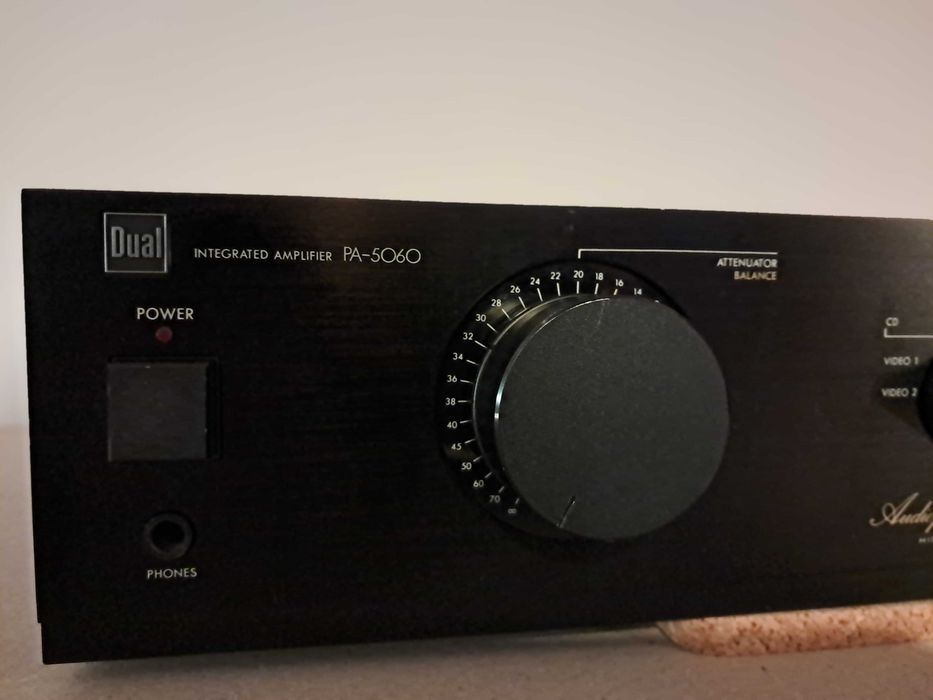 Dual
INTEGRATED AMPLIFIER PA-5060
ATTENUATOR
BALANCE
POWER
PHONES
∞ 70 60 50 45 40 38 36 34 32 30 28 26 24 22 20 18 16 14
CD
VIDEO 1
VIDEO 2